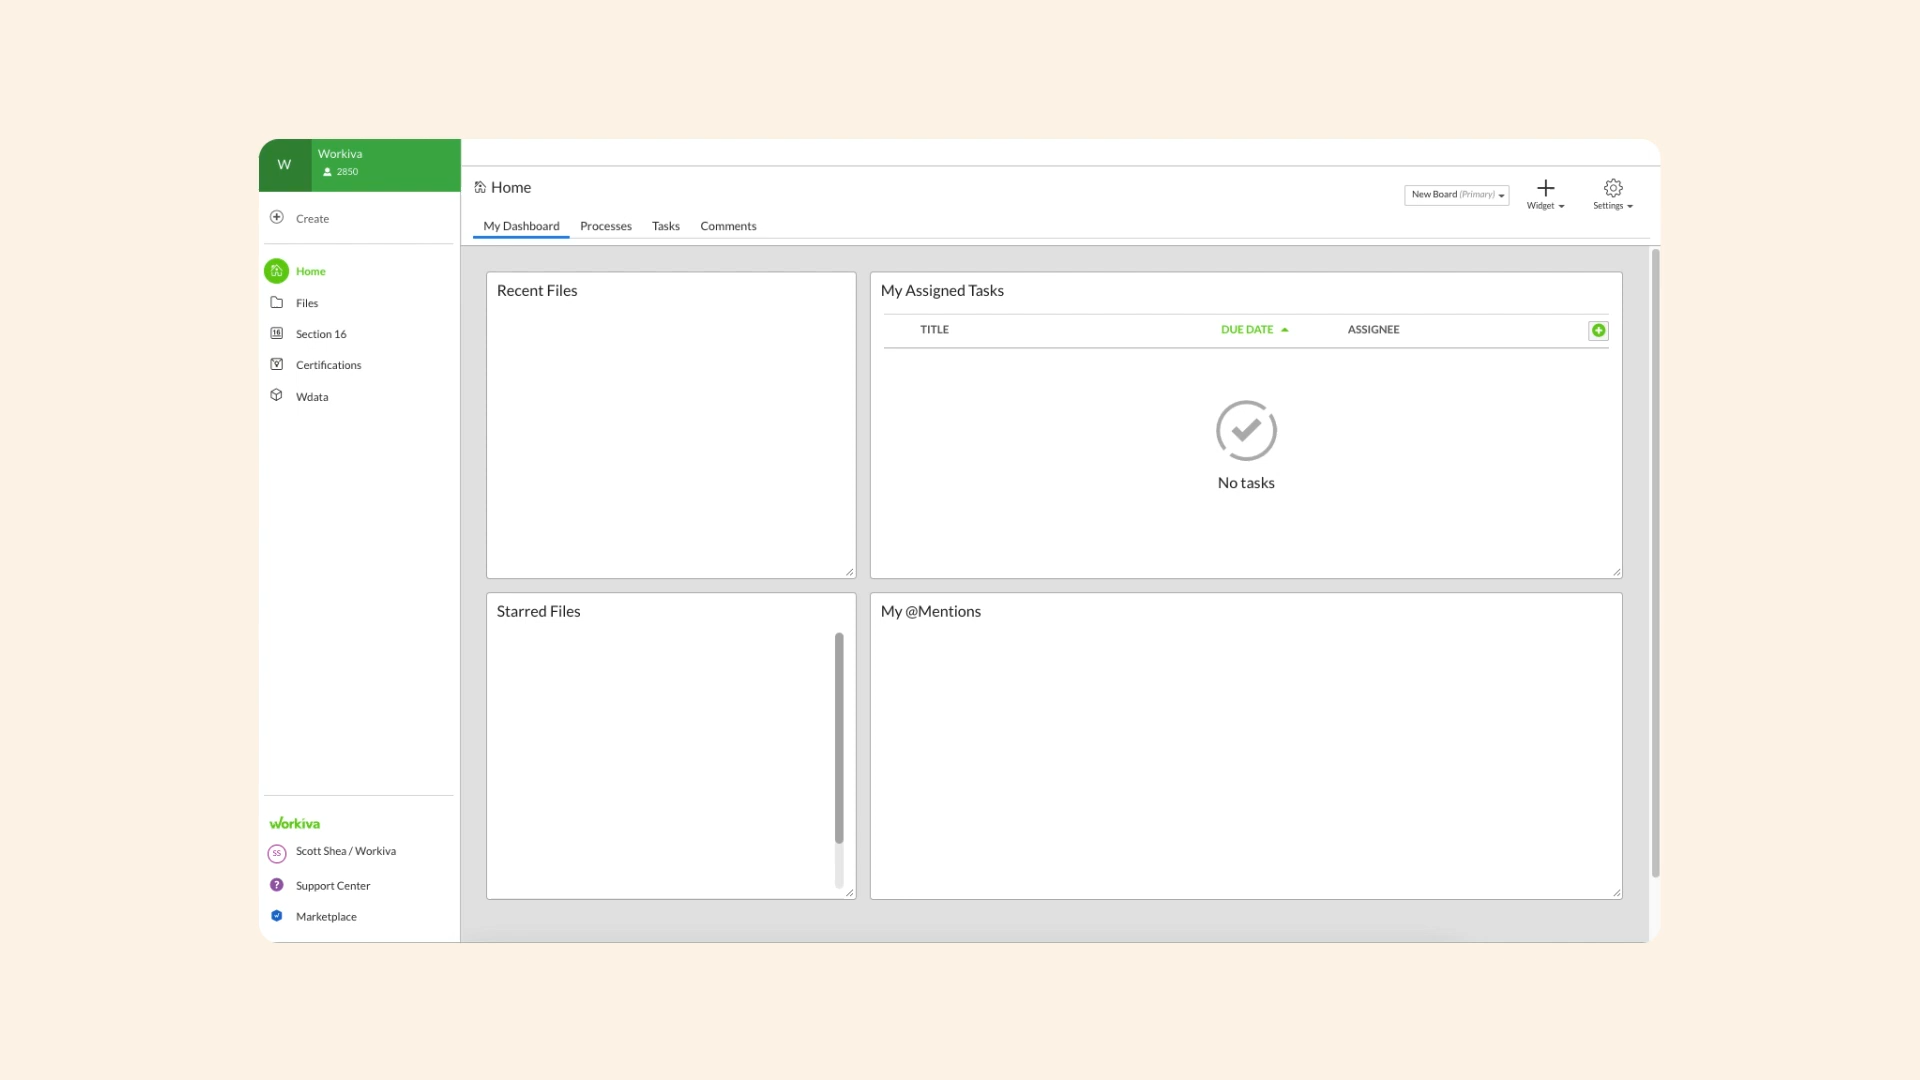 W
Workiva
2850
Create
Home
Files
16
Section 16
Certifications
Wdata
workiva
SS
Scott Shea / Workiva
?
Support Center
Marketplace
Home
New Board (Primary)
Widget
Settings
My Dashboard
Processes
Tasks
Comments
Recent Files
My Assigned Tasks
TITLE
DUE DATE
ASSIGNEE
No tasks
Starred Files
My @Mentions